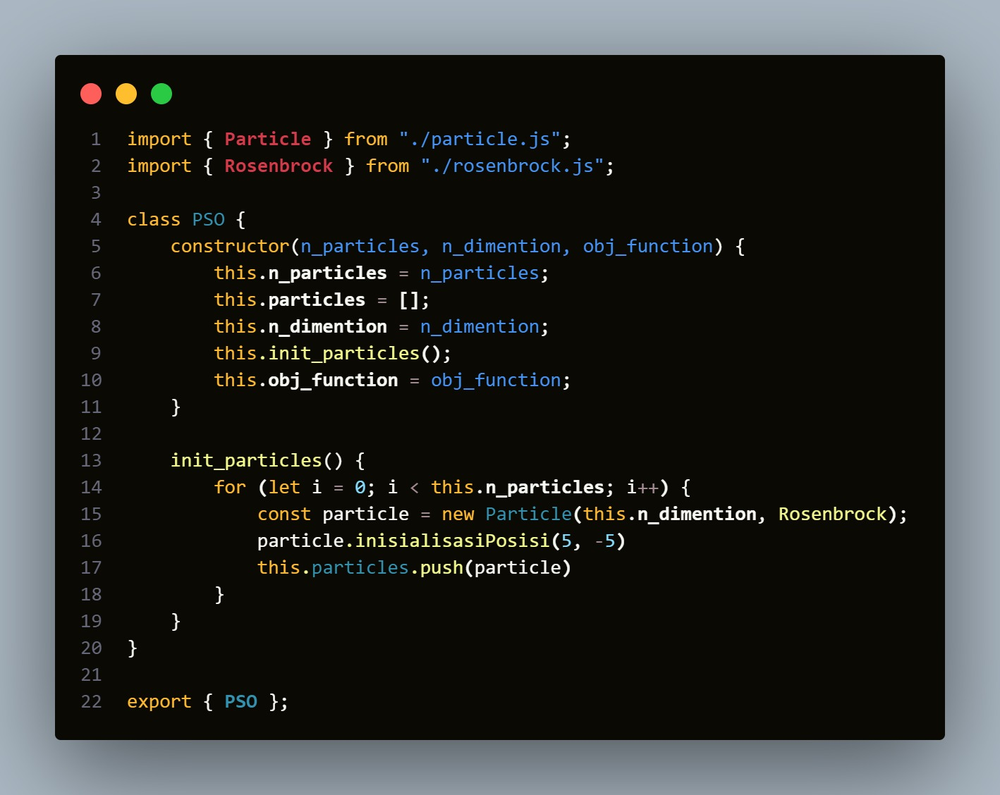 1 import { Particle } from "./particle.js";
2 import { Rosenbrock } from "./rosenbrock.js";
3
4 class PSO {
5     constructor(n_particles, n_dimention, obj_function) {
6         this.n_particles = n_particles;
7         this.particles = [];
8         this.n_dimention = n_dimention;
9         this.init_particles();
10         this.obj_function = obj_function;
11     }
12
13     init_particles() {
14         for (let i = 0; i < this.n_particles; i++) {
15             const particle = new Particle(this.n_dimention, Rosenbrock);
16             particle.inisialisasiPosisi(5, -5)
17             this.particles.push(particle)
18         }
19     }
20 }
21
22 export { PSO };